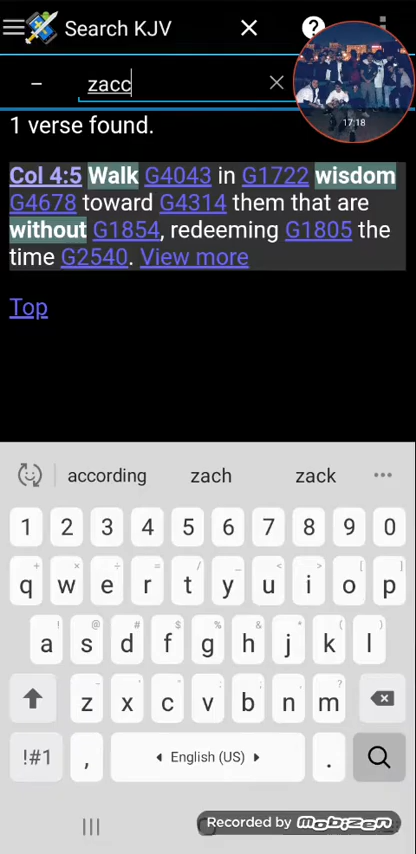 Search KJV ?
– zacc
17:18
1 verse found.
Col 4:5 Walk G4043 in G1722 wisdom
G4678 toward G4314 them that are
without G1854, redeeming G1805 the
time G2540. View more
Top
according zach zack ...
1 2 3 4 5 6 7 8 9 0
+ × ÷ = / _ < > [ ]
q w e r t y u i o p
! @ # $ % & * ( )
a s d f g h j k l
- ' " : ; , ?
z x c v b n m
!#1 , English (US) .
Recorded by mobizen